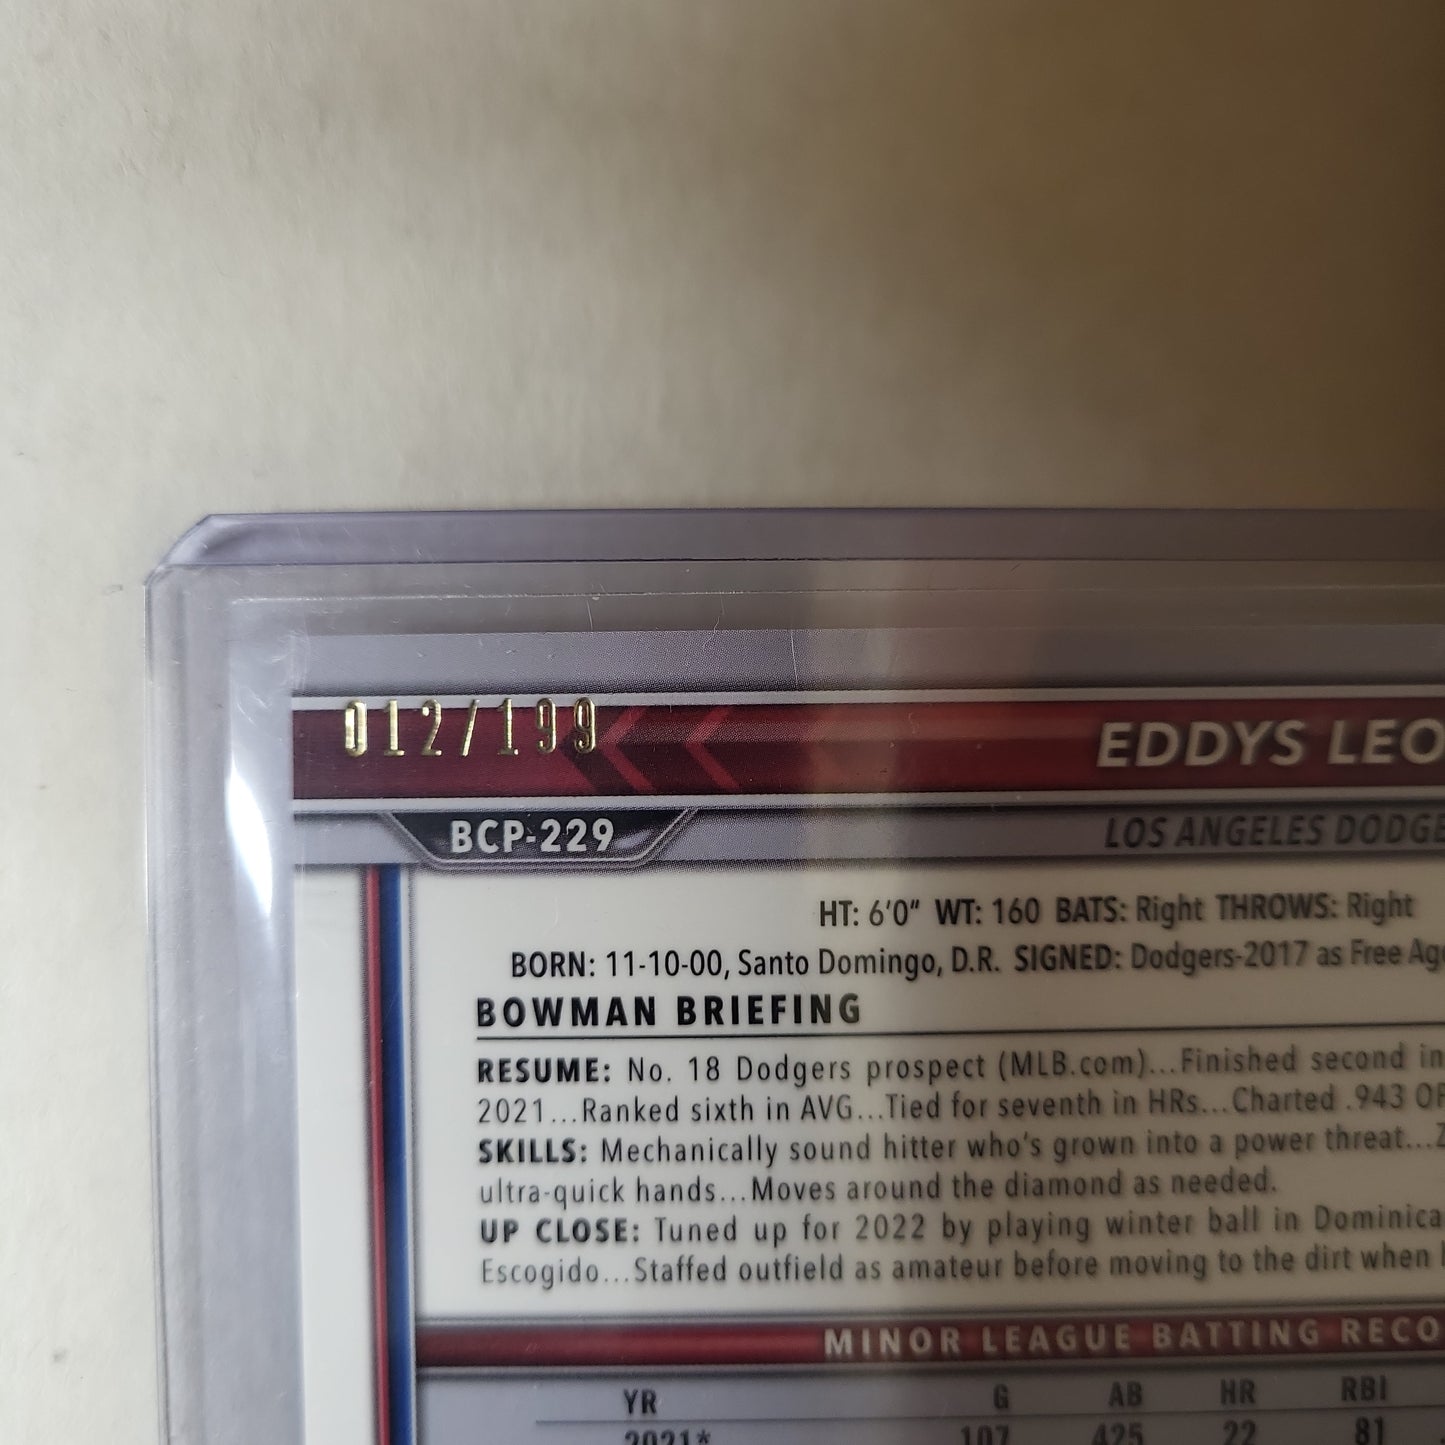 012/199
EDDYS LEO
BCP-229
LOS ANGELES DODGE
HT: 6'0" WT: 160 BATS: Right THROWS: Right
BORN: 11-10-00, Santo Domingo, D.R. SIGNED: Dodgers-2017 as Free Ag
BOWMAN BRIEFING
RESUME: No. 18 Dodgers prospect (MLB.com)...Finished second in
2021...Ranked sixth in AVG...Tied for seventh in HRs...Charted .943 OP
SKILLS: Mechanically sound hitter who's grown into a power threat...
ultra-quick hands...Moves around the diamond as needed.
UP CLOSE: Tuned up for 2022 by playing winter ball in Dominica
Escogido...Staffed outfield as amateur before moving to the dirt when
MINOR LEAGUE BATTING RECO
YR G AB HR RBI
2021* 107 425 22 81